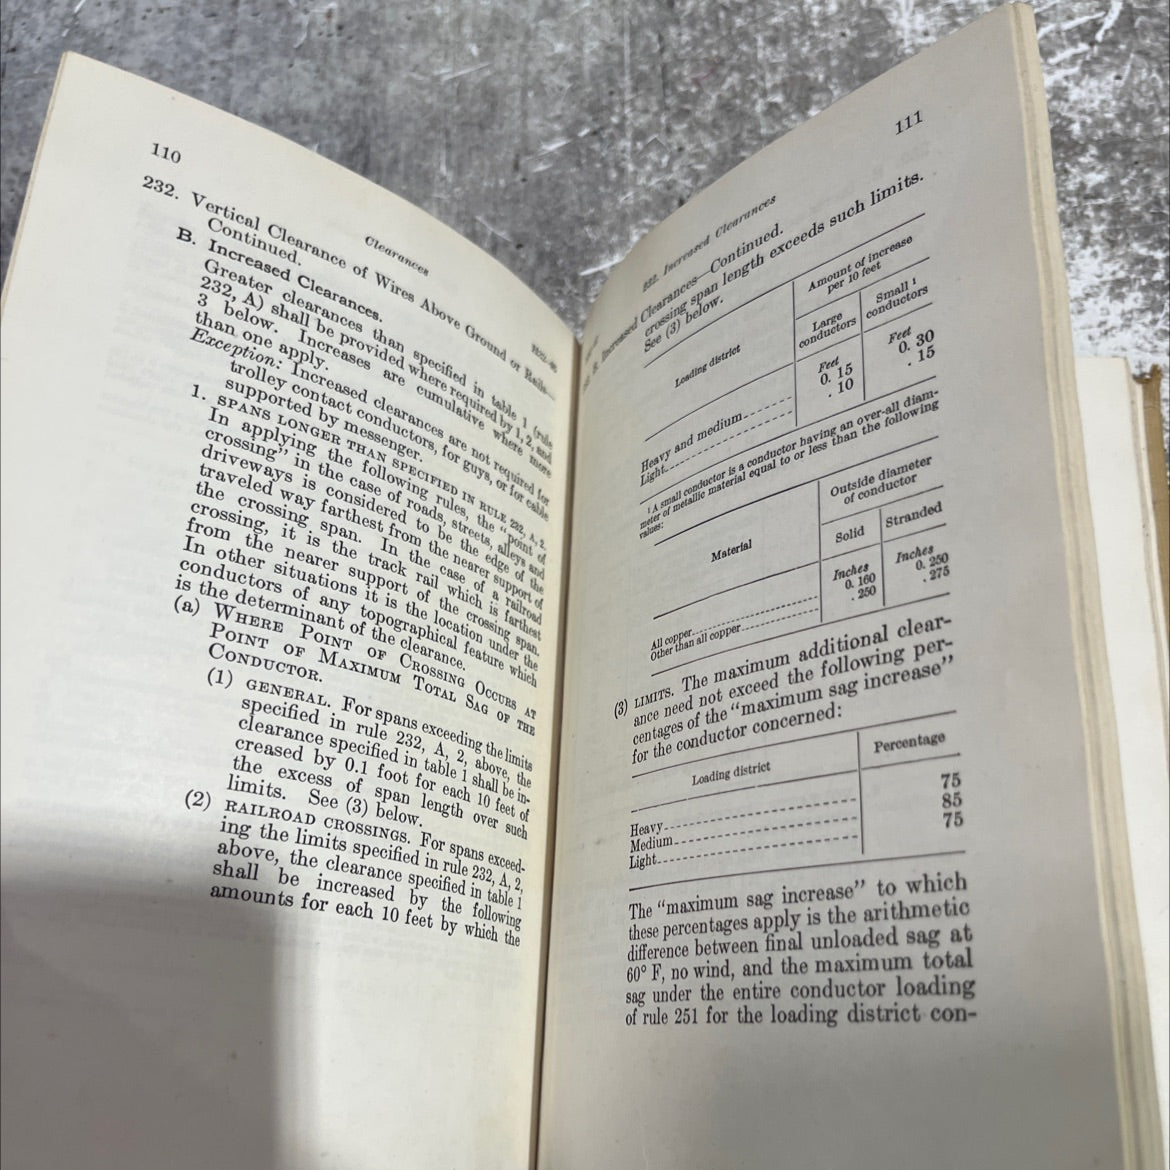 110
Clearances
H32-48
232. Vertical Clearance of Wires Above Ground or Rails—
Continued.
B. Increased Clearances.
Greater clearances than specified in table 1 (rule
232, A) shall be provided where required by 1, 2, and
3 below. Increases are cumulative where more
than one apply.
Exception: Increased clearances are not required for
trolley contact conductors, for guys, or for cable
supported by messenger.
1. SPANS LONGER THAN SPECIFIED IN RULE 232, A, 2.
In applying the following rules, the "point of
crossing" in the case of roads, streets, alleys and
driveways is considered to be the edge of the
traveled way farthest from the nearer support of
the crossing span. In the case of a railroad
crossing, it is the track rail which is farthest
from the nearer support of the crossing span.
In other situations it is the location under the
conductors of any topographical feature which
is the determinant of the clearance.
(a) WHERE POINT OF CROSSING OCCURS AT
POINT OF MAXIMUM TOTAL SAG OF THE
CONDUCTOR.
(1) GENERAL. For spans exceeding the limits
specified in rule 232, A, 2, above, the
clearance specified in table 1 shall be in-
creased by 0.1 foot for each 10 feet of
the excess of span length over such
limits. See (3) below.
(2) RAILROAD CROSSINGS. For spans exceed-
ing the limits specified in rule 232, A, 2,
above, the clearance specified in table 1
shall be increased by the following
amounts for each 10 feet by which the
111
232. Increased Clearances
B. Increased Clearances—Continued.
crossing span length exceeds such limits.
See (3) below.
Loading district
Amount of increase
per 10 feet
Large
conductors
Small ¹
conductors
Feet Feet
Heavy and medium 0.15 0.30
Light .10 .15
¹ A small conductor is a conductor having an over-all diam-
meter of metallic material equal to or less than the following
values:
Material
Outside diameter
of conductor
Solid Stranded
Inches Inches
All copper 0.160 0.250
Other than all copper .250 .275
(3) LIMITS. The maximum additional clear-
ance need not exceed the following per-
centages of the "maximum sag increase"
for the conductor concerned:
Loading district Percentage
Heavy 75
Medium 85
Light 75
The "maximum sag increase" to which
these percentages apply is the arithmetic
difference between final unloaded sag at
60° F, no wind, and the maximum total
sag under the entire conductor loading
of rule 251 for the loading district con-